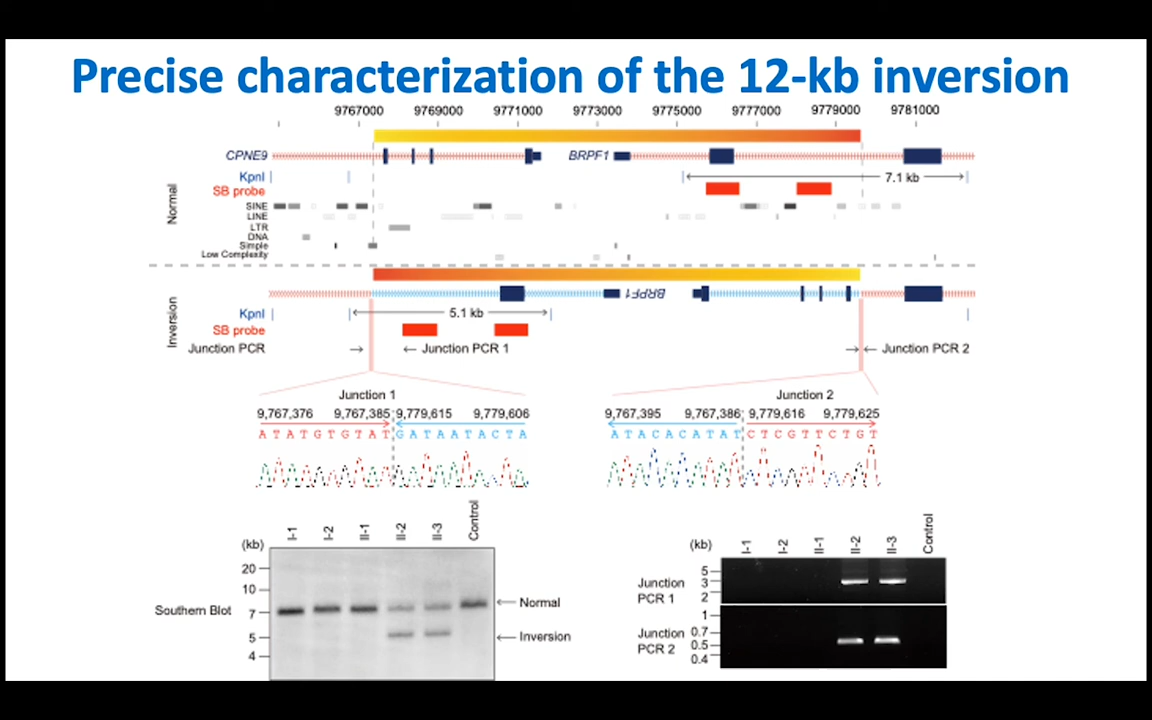 Precise characterization of the 12-kb inversion
9767000 9769000 9771000 9773000 9775000 9777000 9779000 9781000
CPNE9 BRPF1
KpnI 7.1 kb
SB probe
Normal
SINE
LINE
LTR
DNA
Simple
Low Complexity
BRPF1
Inversion
KpnI 5.1 kb
SB probe
Junction PCR Junction PCR 1 Junction PCR 2
Junction 1 Junction 2
9,767,376 9,767,385 9,779,615 9,779,606 9,767,395 9,767,386 9,779,616 9,779,625
A T A T G T G T A T G A T A A T A C T A A T A C A C A T A T C T C G T T C T G T
(kb) I-1 I-2 II-1 II-2 II-3 Control
20
10
7
5
4
Southern Blot
Normal
Inversion
(kb) I-1 I-2 II-1 II-2 II-3 Control
Junction PCR 1
5
3
2
Junction PCR 2
1
0.7
0.5
0.4